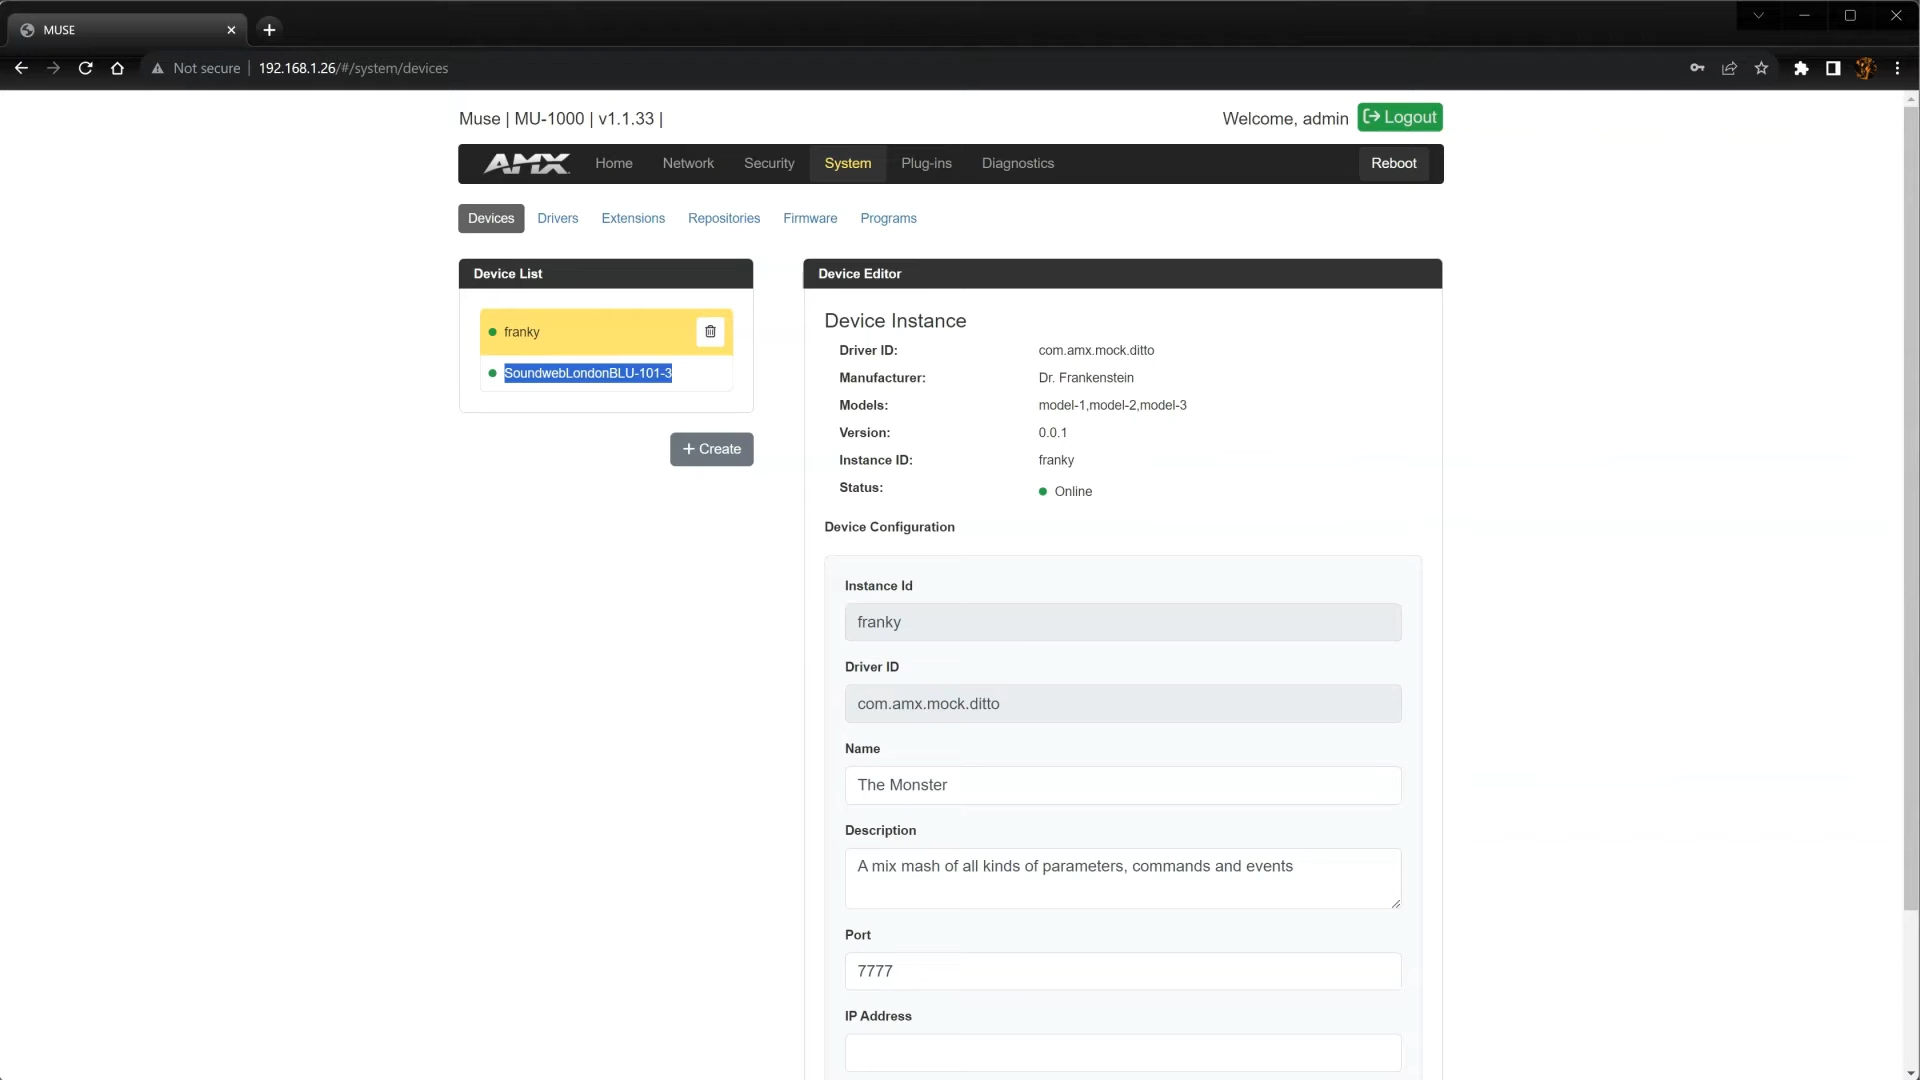 MUSE
Not secure | 192.168.1.26/#/system/devices
Muse | MU-1000 | v1.1.33 |
Welcome, admin Logout
AMX Home Network Security System Plug-ins Diagnostics Reboot
Devices Drivers Extensions Repositories Firmware Programs
Device List
franky
SoundwebLondonBLU-101-3
+ Create
Device Editor
Device Instance
Driver ID: com.amx.mock.ditto
Manufacturer: Dr. Frankenstein
Models: model-1,model-2,model-3
Version: 0.0.1
Instance ID: franky
Status: Online
Device Configuration
Instance Id
franky
Driver ID
com.amx.mock.ditto
Name
The Monster
Description
A mix mash of all kinds of parameters, commands and events
Port
7777
IP Address